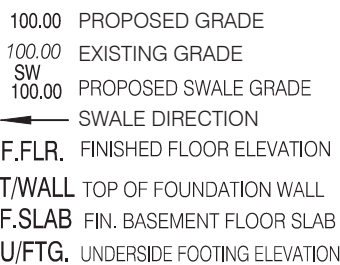 100.00 PROPOSED GRADE
100.00 EXISTING GRADE
SW
100.00 PROPOSED SWALE GRADE
SWALE DIRECTION
F.FLR. FINISHED FLOOR ELEVATION
T/WALL TOP OF FOUNDATION WALL
F.SLAB FIN. BASEMENT FLOOR SLAB
U/FTG. UNDERSIDE FOOTING ELEVATION